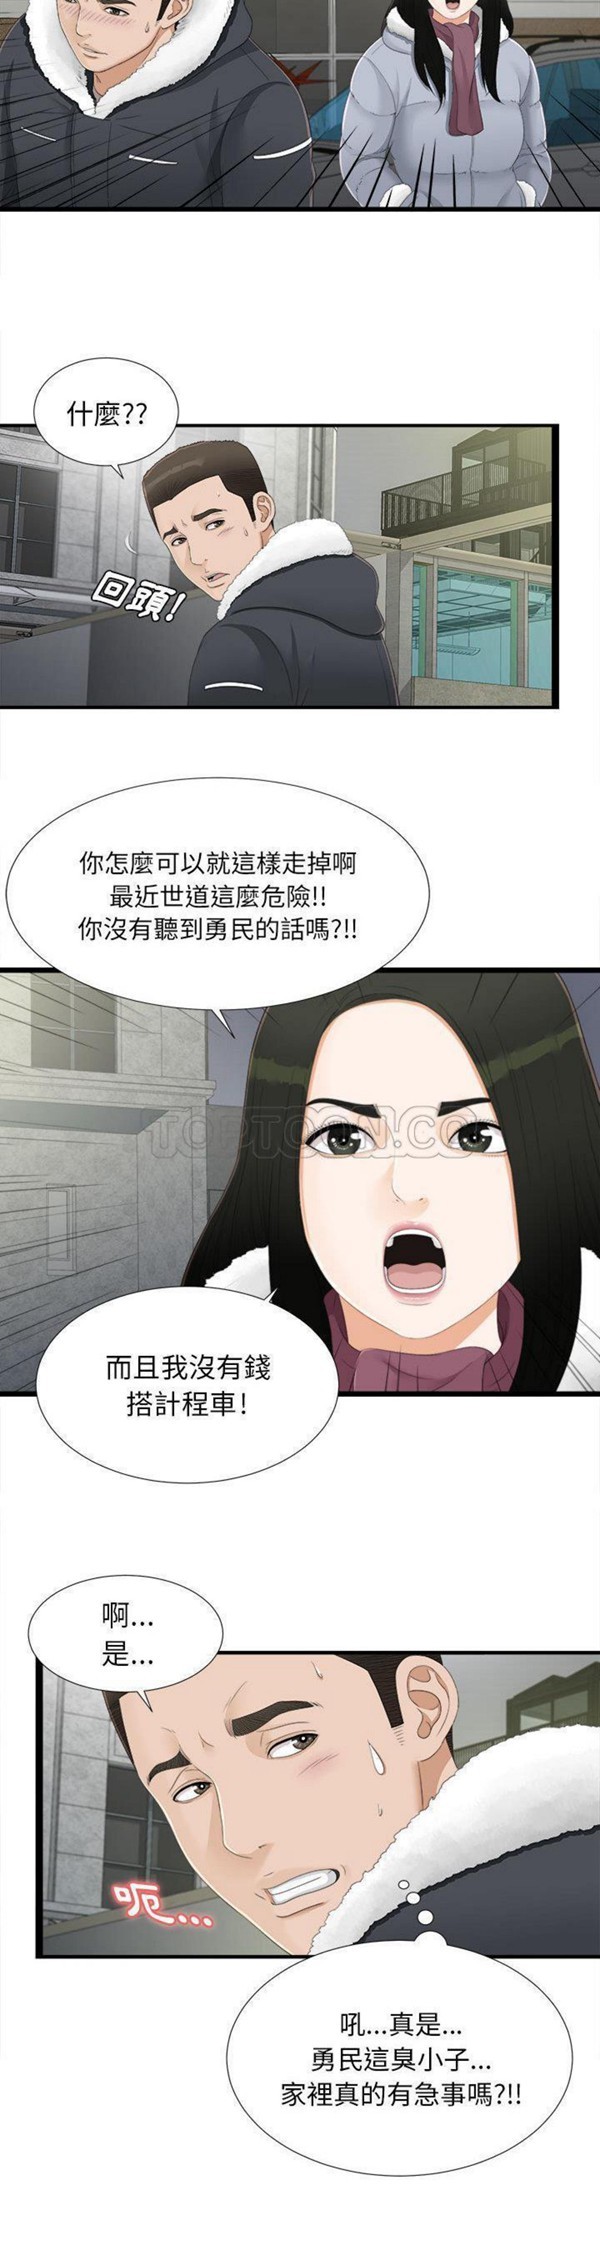 什麼??
回頭!
你怎麼可以就這樣走掉啊
最近世道這麼危險!!
你沒有聽到勇民的話嗎?!!
TOPTOON.CO
而且我沒有錢
搭計程車!
啊...
是...
呃...
吼...真是...
勇民這臭小子...
家裡真的有急事嗎?!!